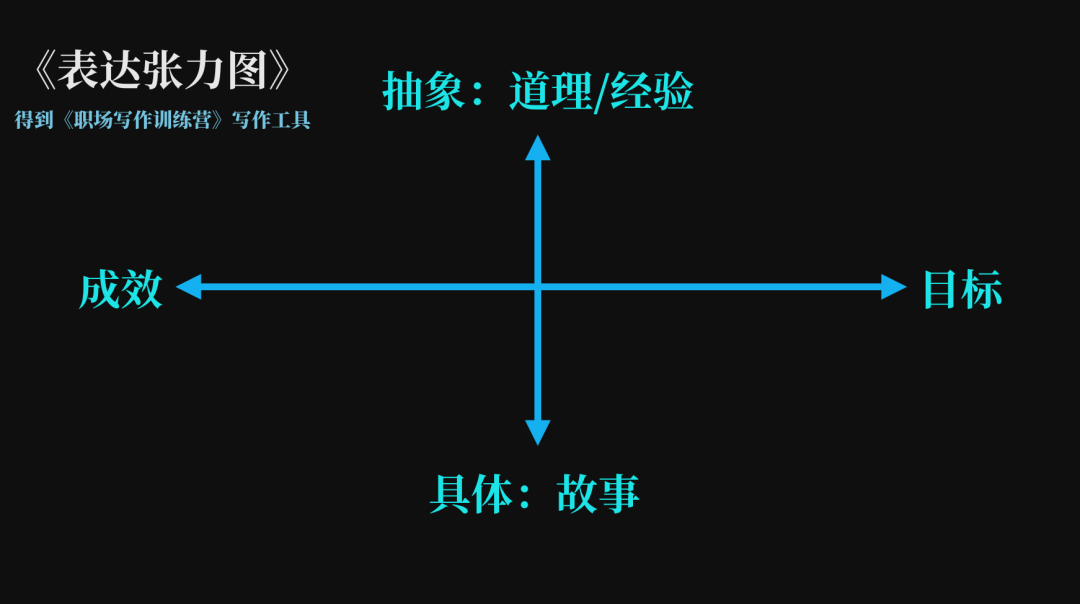 《表达张力图》
得到《职场写作训练营》写作工具
抽象：道理/经验
成效
目标
具体：故事